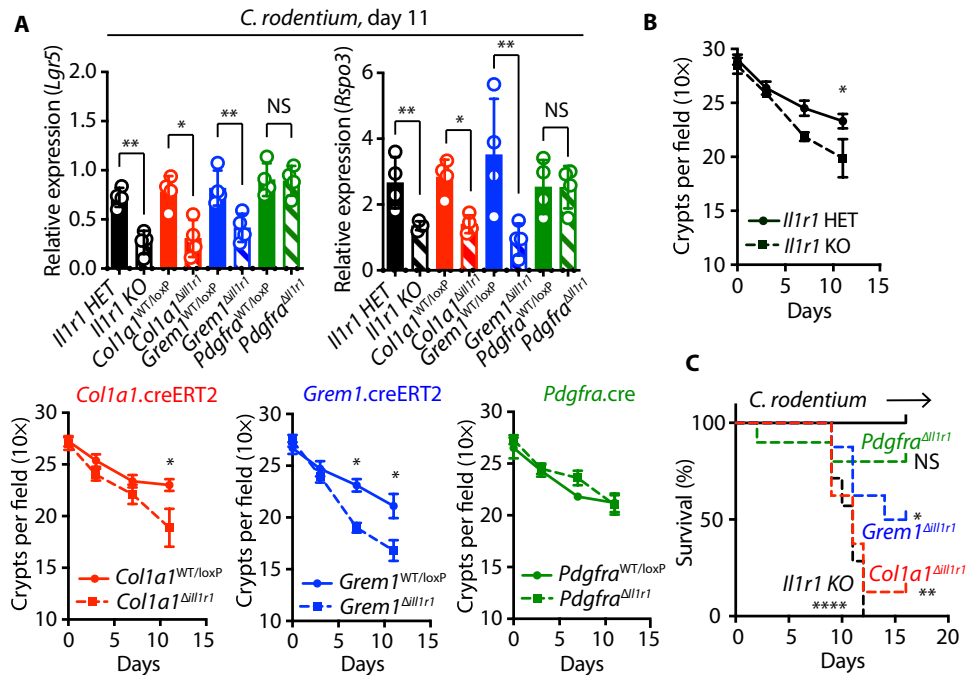 A
C. rodentium, day 11
Relative expression (Lgr5)
2.0
1.5
1.0
0.5
0.0
**
*
**
NS
Il1r1 HET
Il1r1 KO
Col1a1WT/loxP
Col1a1Δil1r1
Grem1WT/loxP
Grem1Δil1r1
PdgfraWT/loxP
PdgfraΔIl1r1
Relative expression (Rspo3)
6
4
2
0
**
*
**
NS
Il1r1 HET
Il1r1 KO
Col1a1WT/loxP
Col1a1Δil1r1
Grem1WT/loxP
Grem1Δil1r1
PdgfraWT/loxP
PdgfraΔIl1r1
B
Crypts per field (10×)
30
25
20
15
10
*
Il1r1 HET
Il1r1 KO
0 5 10 15
Days
Col1a1.creERT2
Crypts per field (10×)
30
25
20
15
10
*
Col1a1WT/loxP
Col1a1Δill1r1
0 5 10 15
Days
Grem1.creERT2
Crypts per field (10×)
30
25
20
15
10
* *
Grem1WT/loxP
Grem1Δill1r1
0 5 10 15
Days
Pdgfra.cre
Crypts per field (10×)
30
25
20
15
10
PdgfraWT/loxP
PdgfraΔIl1r1
0 5 10 15
Days
C
C. rodentium
Survival (%)
100
50
0
PdgfraΔIl1r1
NS
*
Grem1Δill1r1
Il1r1 KO
****
Col1a1Δill1r1
**
0 5 10 15 20
Days